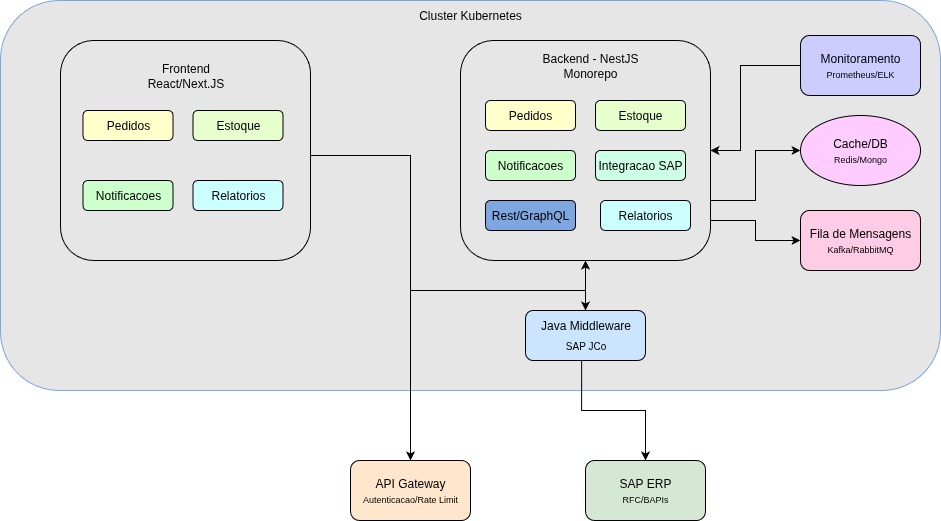 Cluster Kubernetes
Frontend
React/Next.JS
Pedidos
Estoque
Notificacoes
Relatorios
Backend - NestJS
Monorepo
Pedidos
Estoque
Notificacoes
Integracao SAP
Rest/GraphQL
Relatorios
Monitoramento
Prometheus/ELK
Cache/DB
Redis/Mongo
Fila de Mensagens
Kafka/RabbitMQ
Java Middleware
SAP JCo
API Gateway
Autenticacao/Rate Limit
SAP ERP
RFC/BAPIs